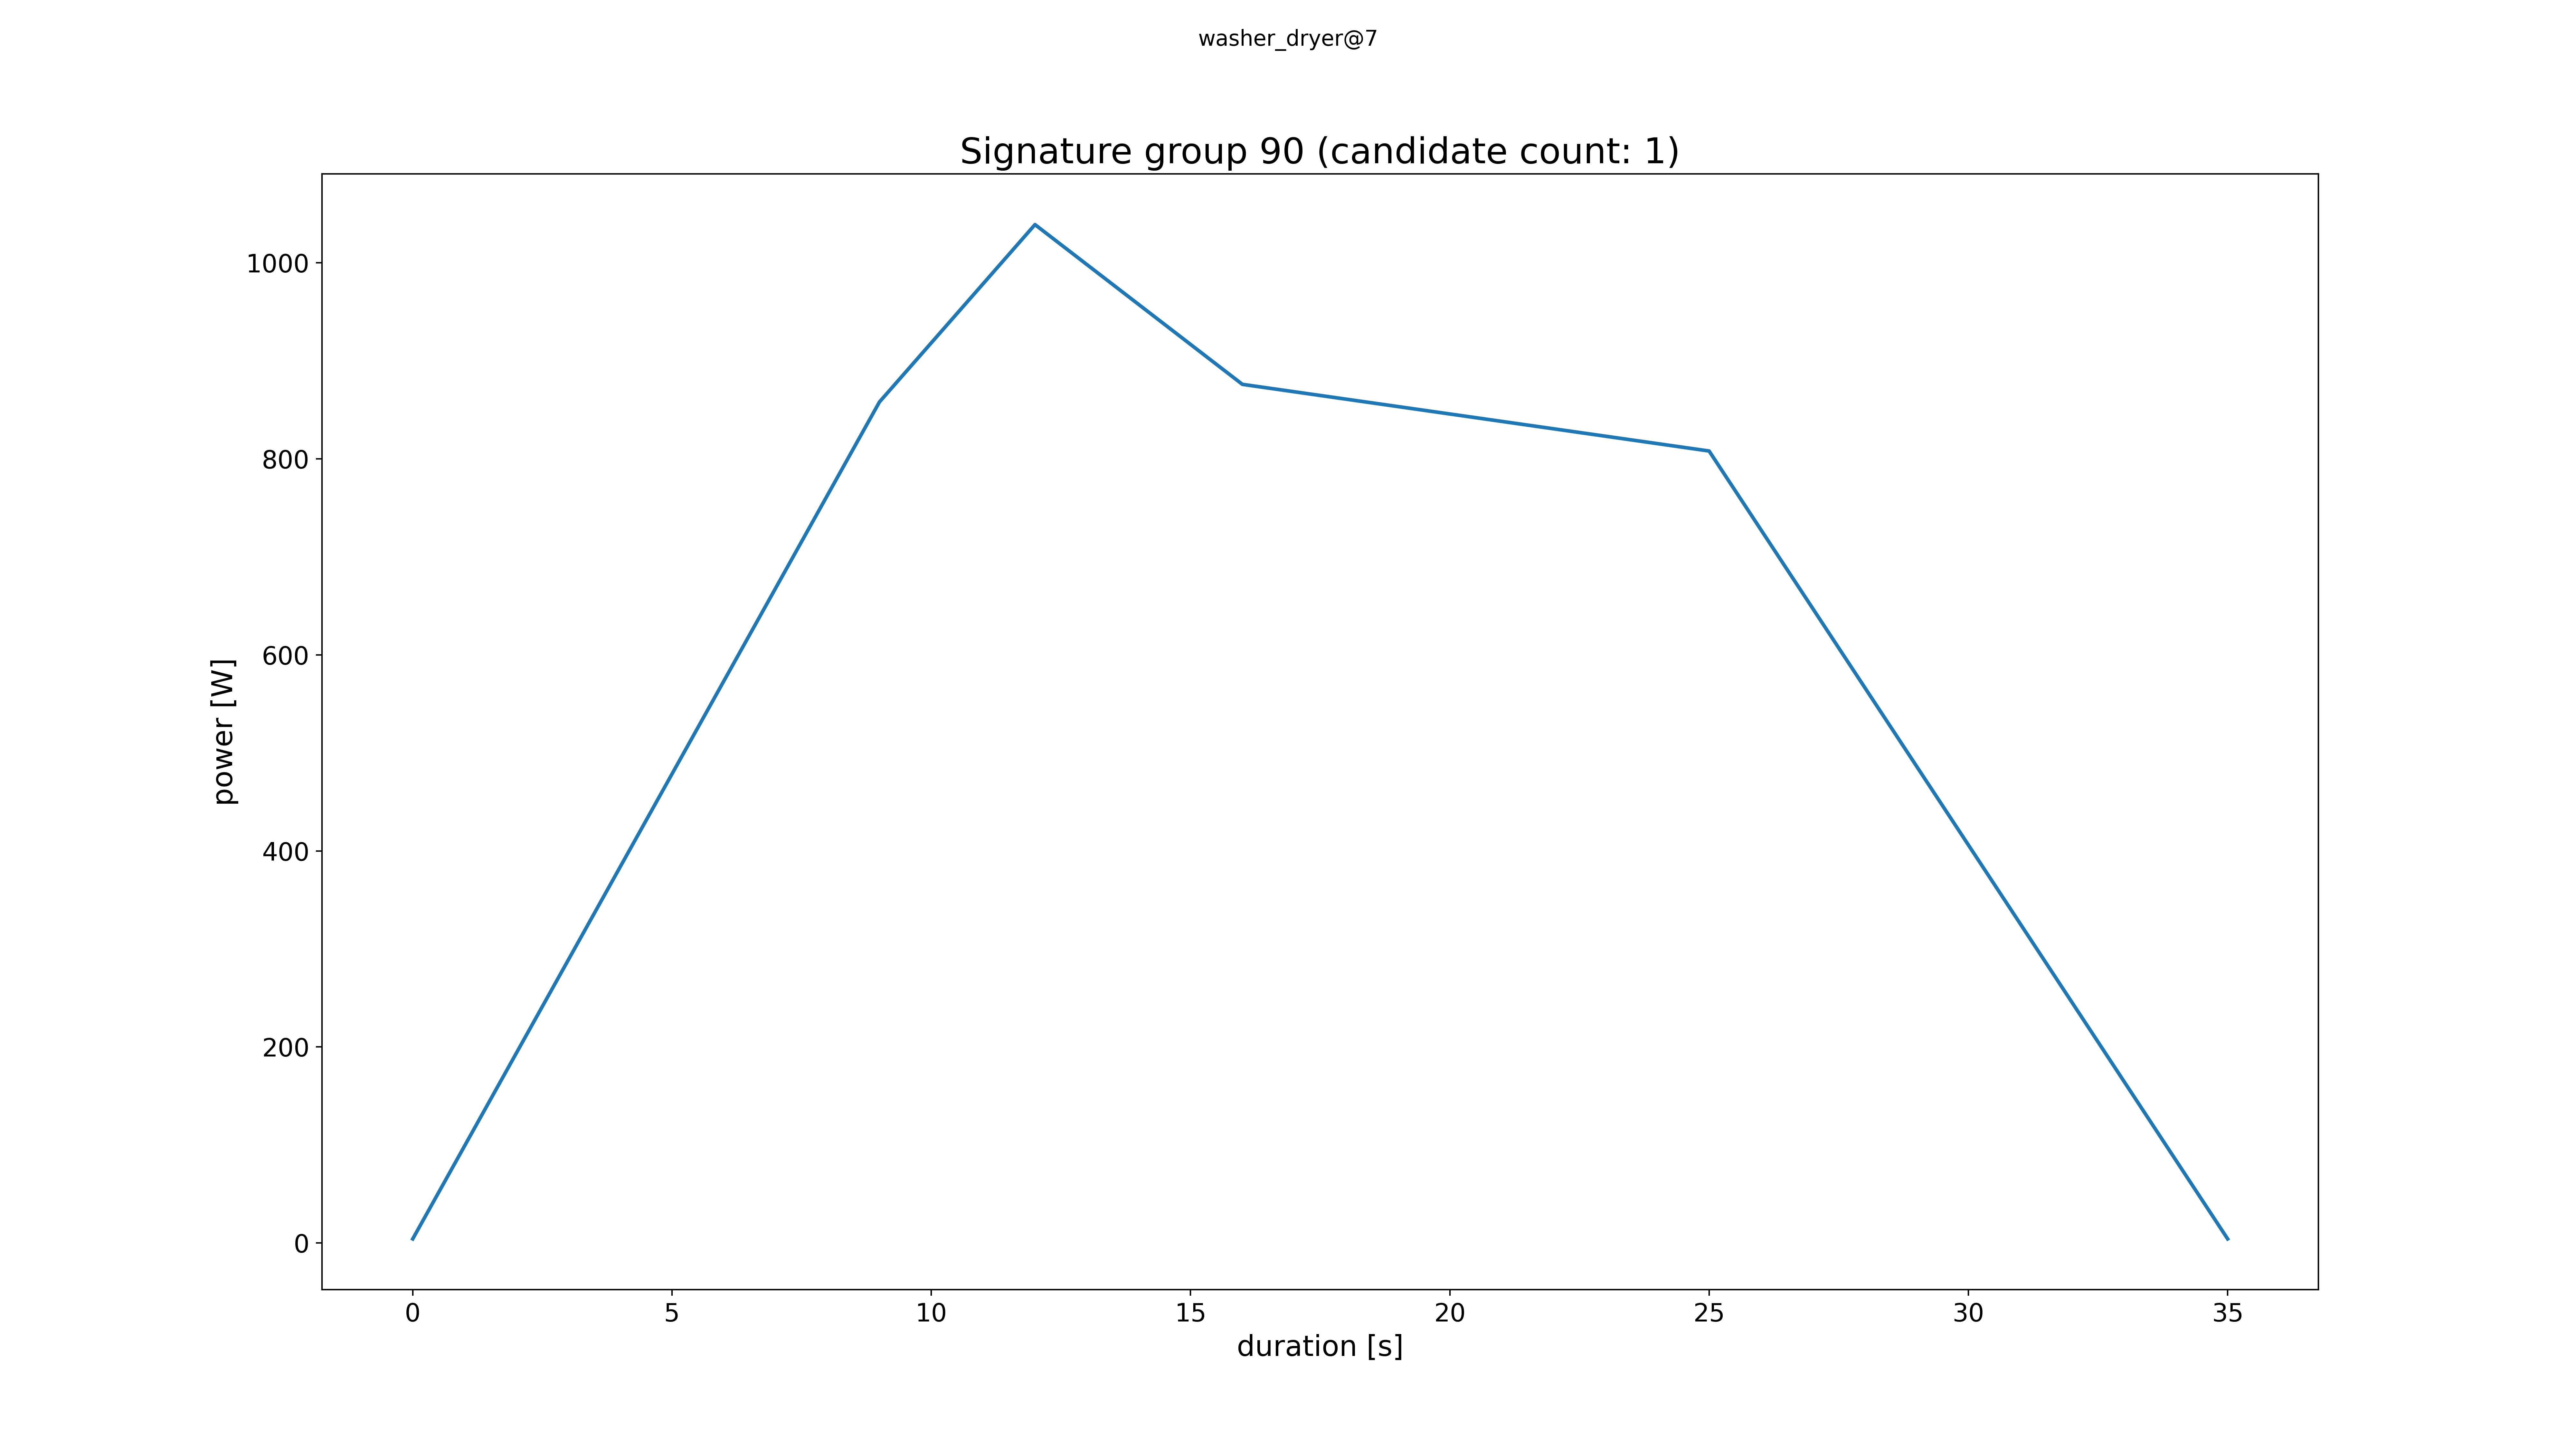 washer_dryer@7
Signature group 90 (candidate count: 1)
1000
800
600
400
200
0
power [W]
0 5 10 15 20 25 30 35
duration [s]